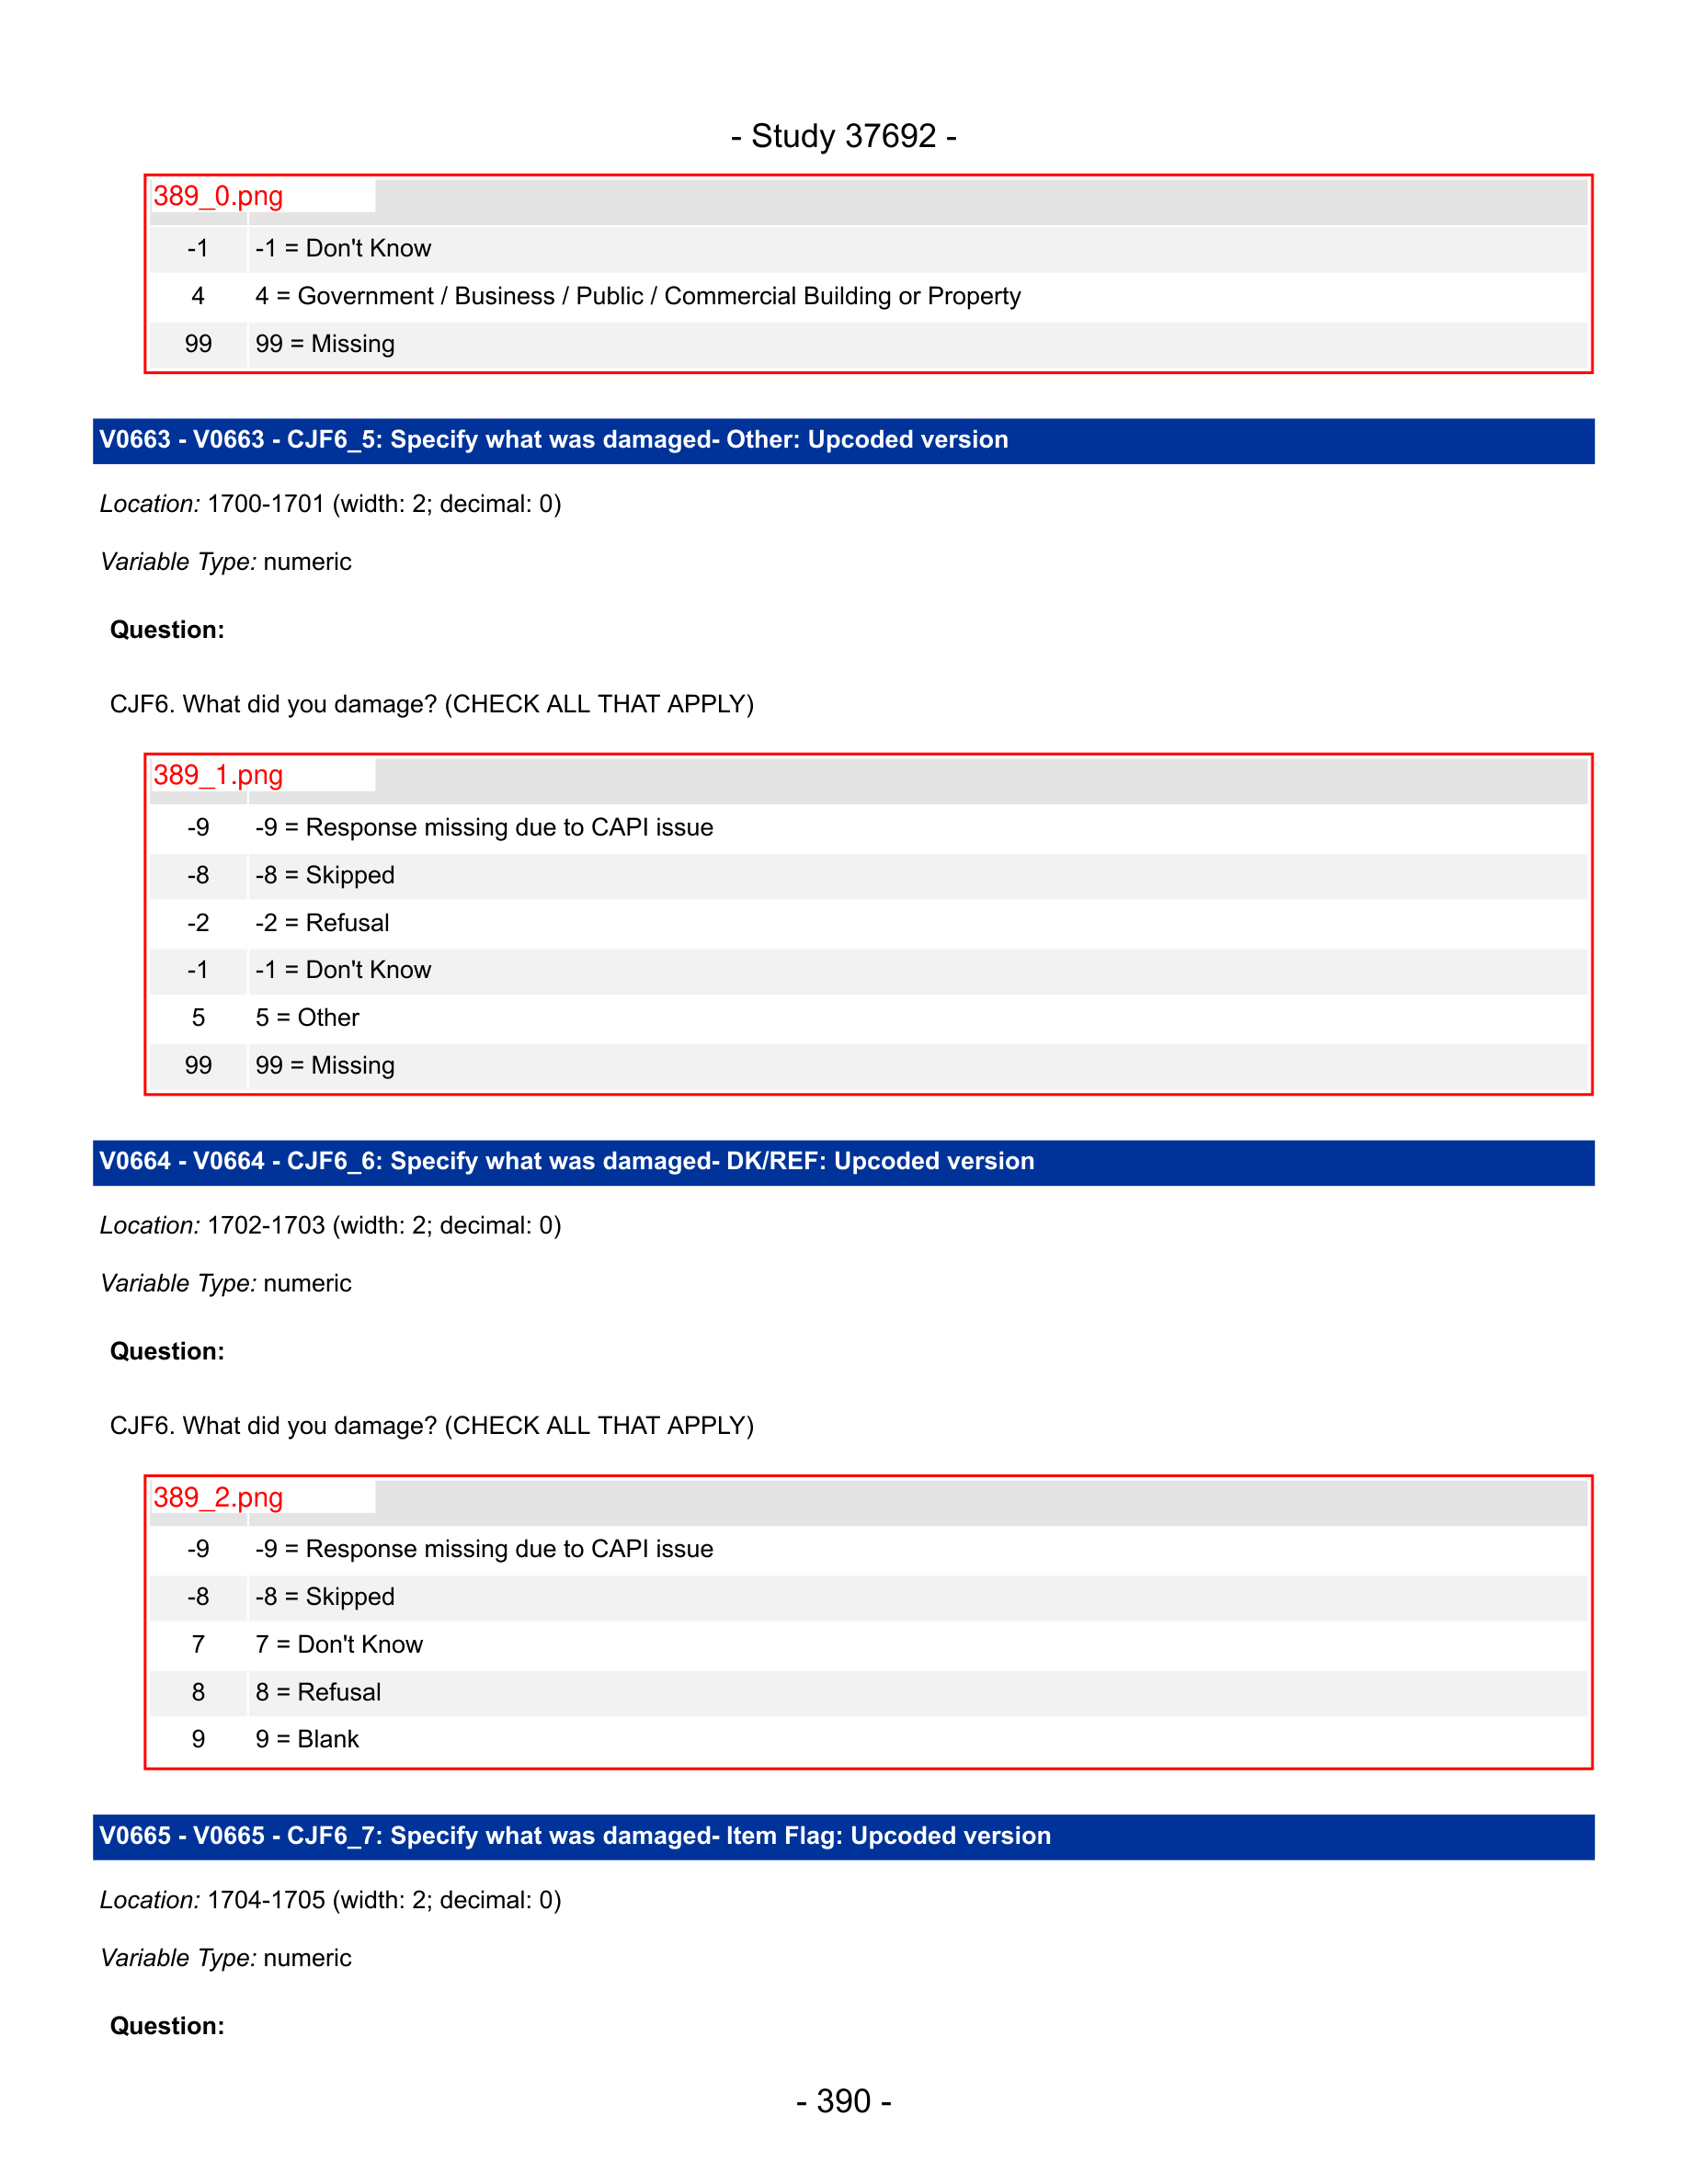 - Study 37692 -
389_0.png
-1 -1 = Don't Know
4 4 = Government / Business / Public / Commercial Building or Property
99 99 = Missing
V0663 - V0663 - CJF6_5: Specify what was damaged- Other: Upcoded version
Location: 1700-1701 (width: 2; decimal: 0)
Variable Type: numeric
Question:
CJF6. What did you damage? (CHECK ALL THAT APPLY)
389_1.png
-9 -9 = Response missing due to CAPI issue
-8 -8 = Skipped
-2 -2 = Refusal
-1 -1 = Don't Know
5 5 = Other
99 99 = Missing
V0664 - V0664 - CJF6_6: Specify what was damaged- DK/REF: Upcoded version
Location: 1702-1703 (width: 2; decimal: 0)
Variable Type: numeric
Question:
CJF6. What did you damage? (CHECK ALL THAT APPLY)
389_2.png
-9 -9 = Response missing due to CAPI issue
-8 -8 = Skipped
7 7 = Don't Know
8 8 = Refusal
9 9 = Blank
V0665 - V0665 - CJF6_7: Specify what was damaged- Item Flag: Upcoded version
Location: 1704-1705 (width: 2; decimal: 0)
Variable Type: numeric
Question:
- 390 -